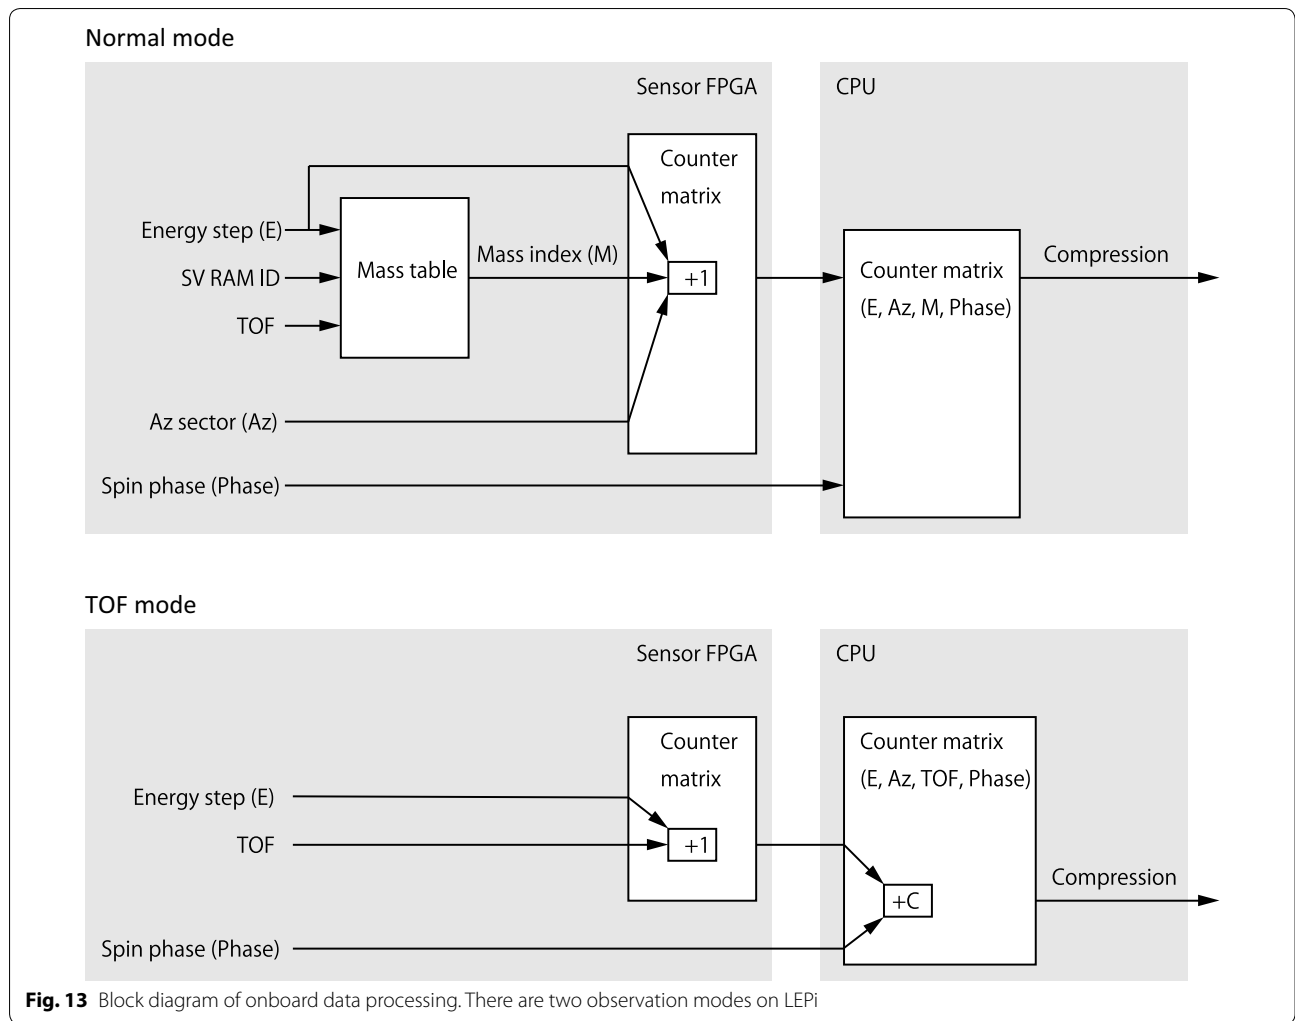 Normal mode
Sensor FPGA
CPU
Counter
matrix
Energy step (E)
SV RAM ID
TOF
Mass table
Mass index (M)
+1
Az sector (Az)
Spin phase (Phase)
Counter matrix
(E, Az, M, Phase)
Compression
TOF mode
Sensor FPGA
CPU
Counter
matrix
Energy step (E)
TOF
+1
Spin phase (Phase)
Counter matrix
(E, Az, TOF, Phase)
+C
Compression
Fig. 13 Block diagram of onboard data processing. There are two observation modes on LEPi